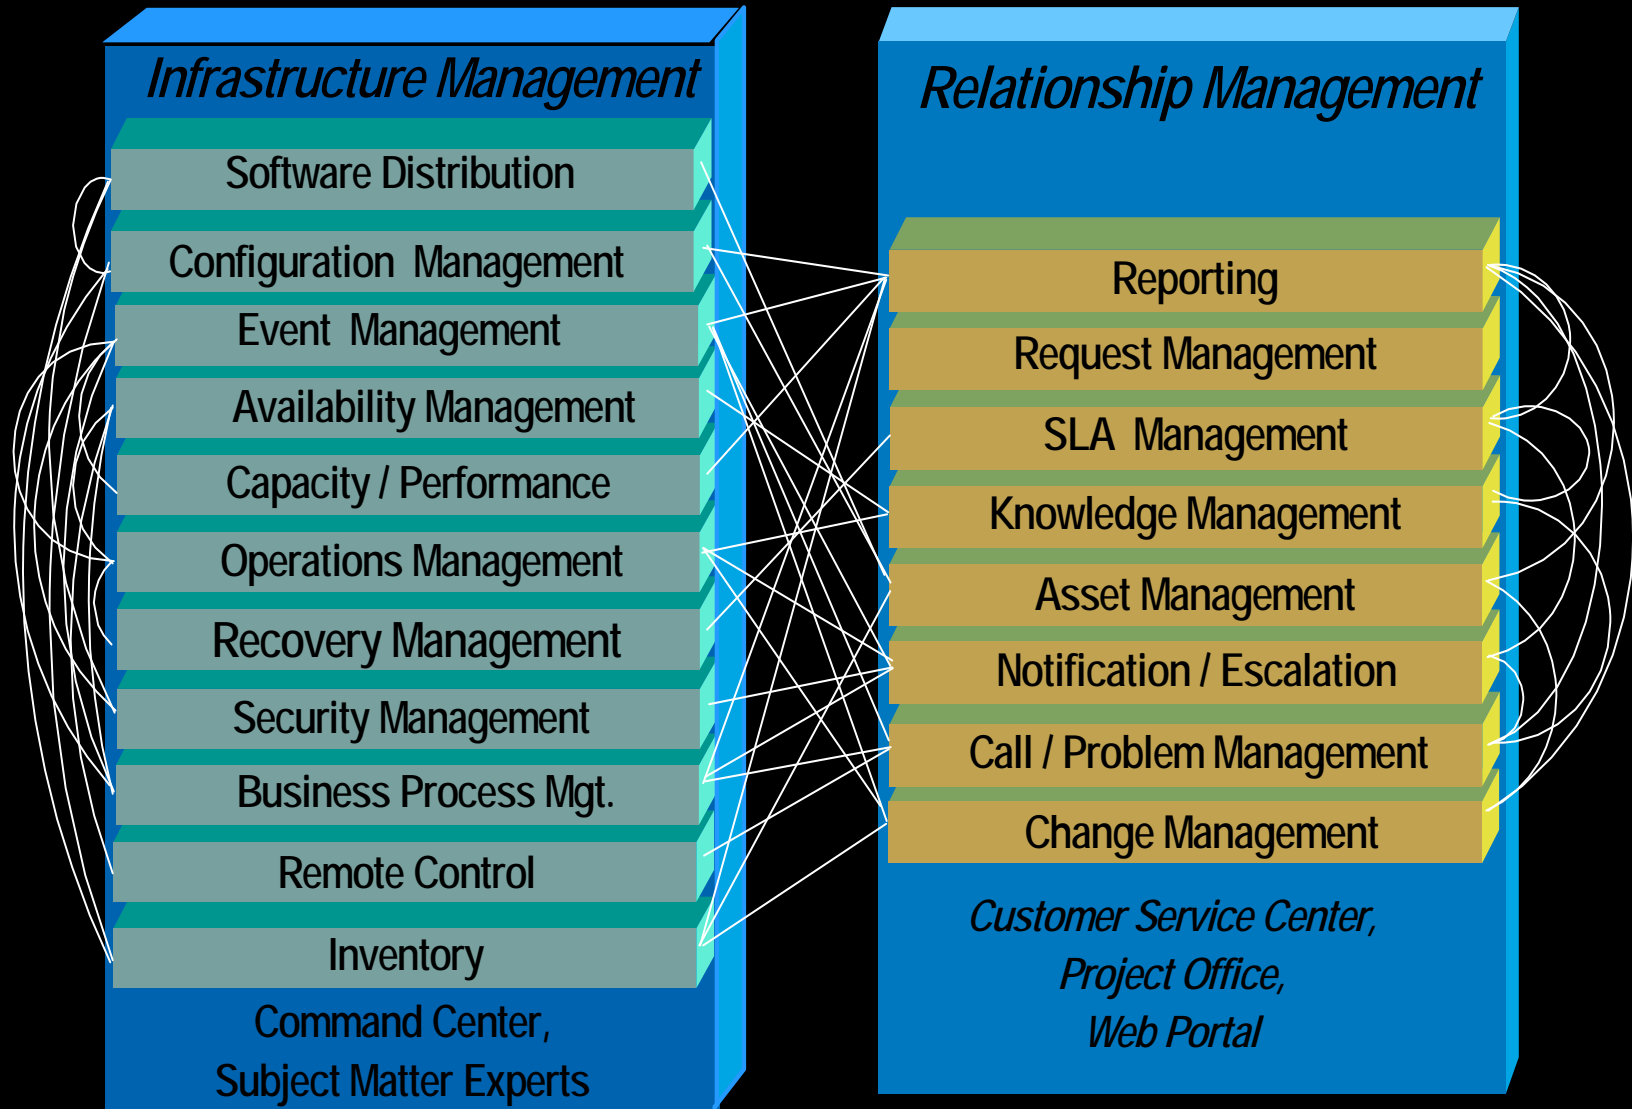 Infrastructure Management
Software Distribution
Configuration Management
Event Management
Availability Management
Capacity / Performance
Operations Management
Recovery Management
Security Management
Business Process Mgt.
Remote Control
Inventory
Command Center,
Subject Matter Experts
Relationship Management
Reporting
Request Management
SLA Management
Knowledge Management
Asset Management
Notification / Escalation
Call / Problem Management
Change Management
Customer Service Center,
Project Office,
Web Portal